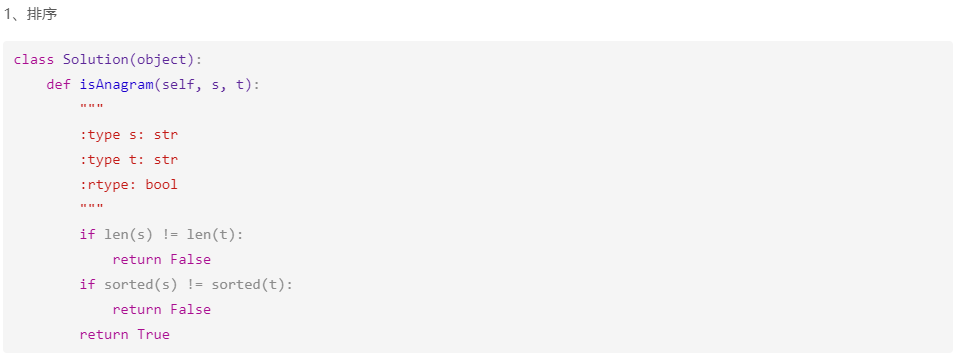 1、排序
class Solution(object):
    def isAnagram(self, s, t):
        """
        :type s: str
        :type t: str
        :rtype: bool
        """
        if len(s) != len(t):
            return False
        if sorted(s) != sorted(t):
            return False
        return True